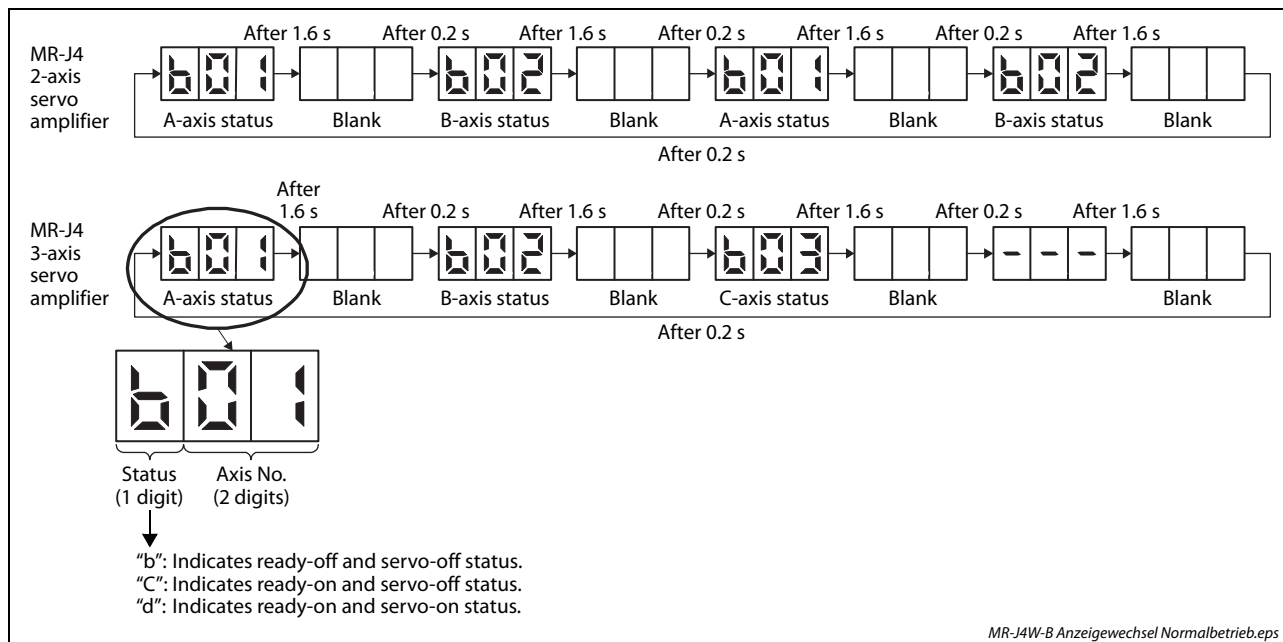 After 1.6 s After 0.2 s After 1.6 s After 0.2 s After 1.6 s After 0.2 s After 1.6 s
MR-J4
2-axis
servo
amplifier
b01 b02 b01 b02
A-axis status Blank B-axis status Blank A-axis status Blank B-axis status Blank
After 0.2 s
After
1.6 s After 0.2 s After 1.6 s After 0.2 s After 1.6 s After 0.2 s After 1.6 s
MR-J4
3-axis
servo
amplifier
b01 b02 b03 - - -
A-axis status Blank B-axis status Blank C-axis status Blank Blank
After 0.2 s
b01
Status Axis No.
(1 digit) (2 digits)
“b”: Indicates ready-off and servo-off status.
“C”: Indicates ready-on and servo-off status.
“d”: Indicates ready-on and servo-on status.
MR-J4W-B Anzeigewechsel Normalbetrieb.eps